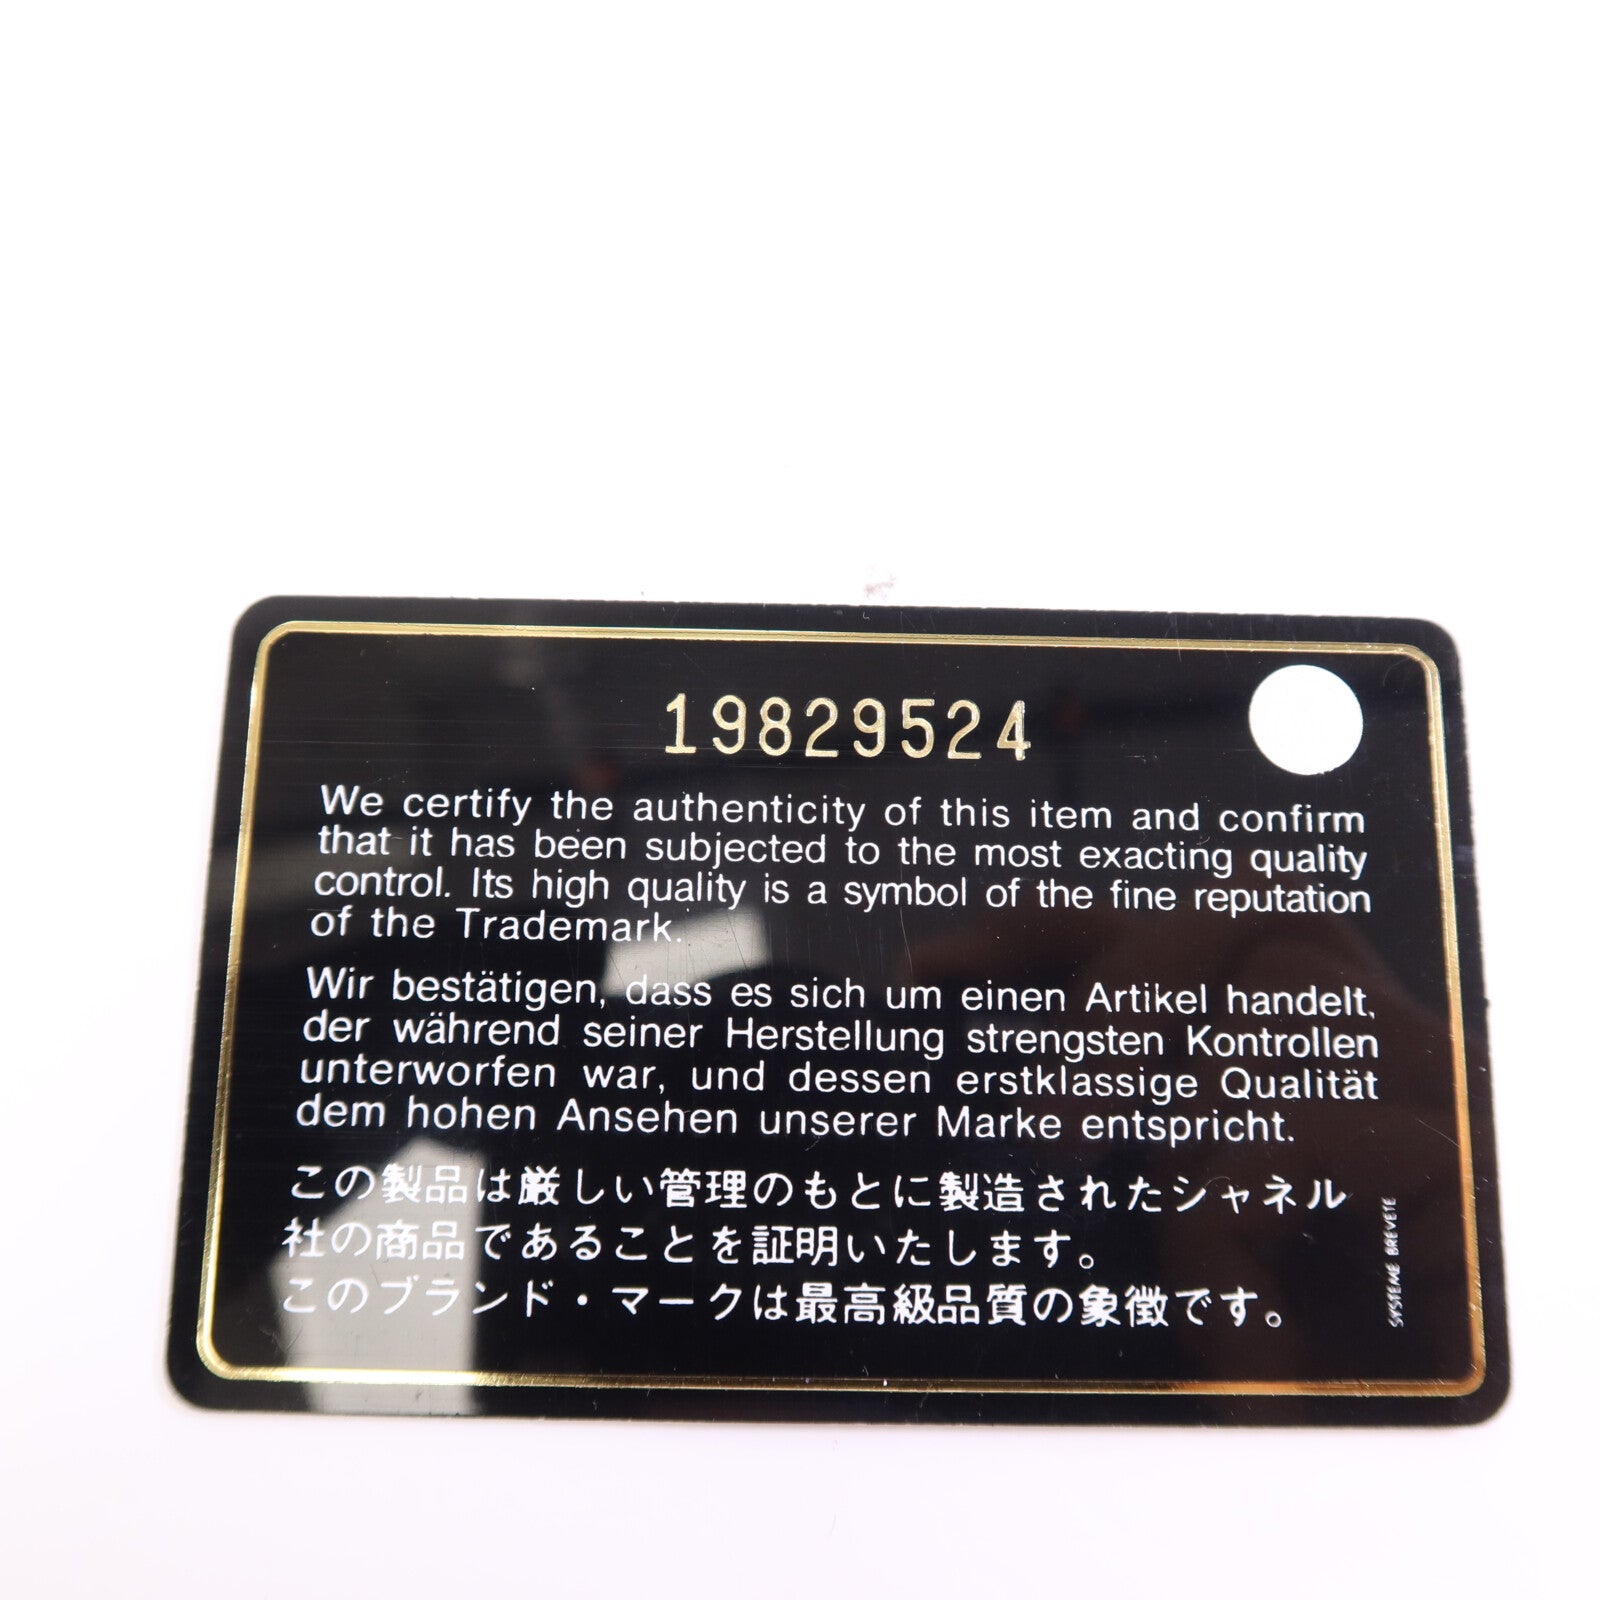 19829524
We certify the authenticity of this item and confirm
that it has been subjected to the most exacting quality
control. Its high quality is a symbol of the fine reputation
of the Trademark.
Wir bestätigen, dass es sich um einen Artikel handelt,
der während seiner Herstellung strengsten Kontrollen
unterworfen war, und dessen erstklassige Qualität
dem hohen Ansehen unserer Marke entspricht.
この製品は厳しい管理のもとに製造されたシャネル
社の商品であることを証明いたします。
このブランド・マークは最高級品質の象徴です。
SYSTEME BREVETE